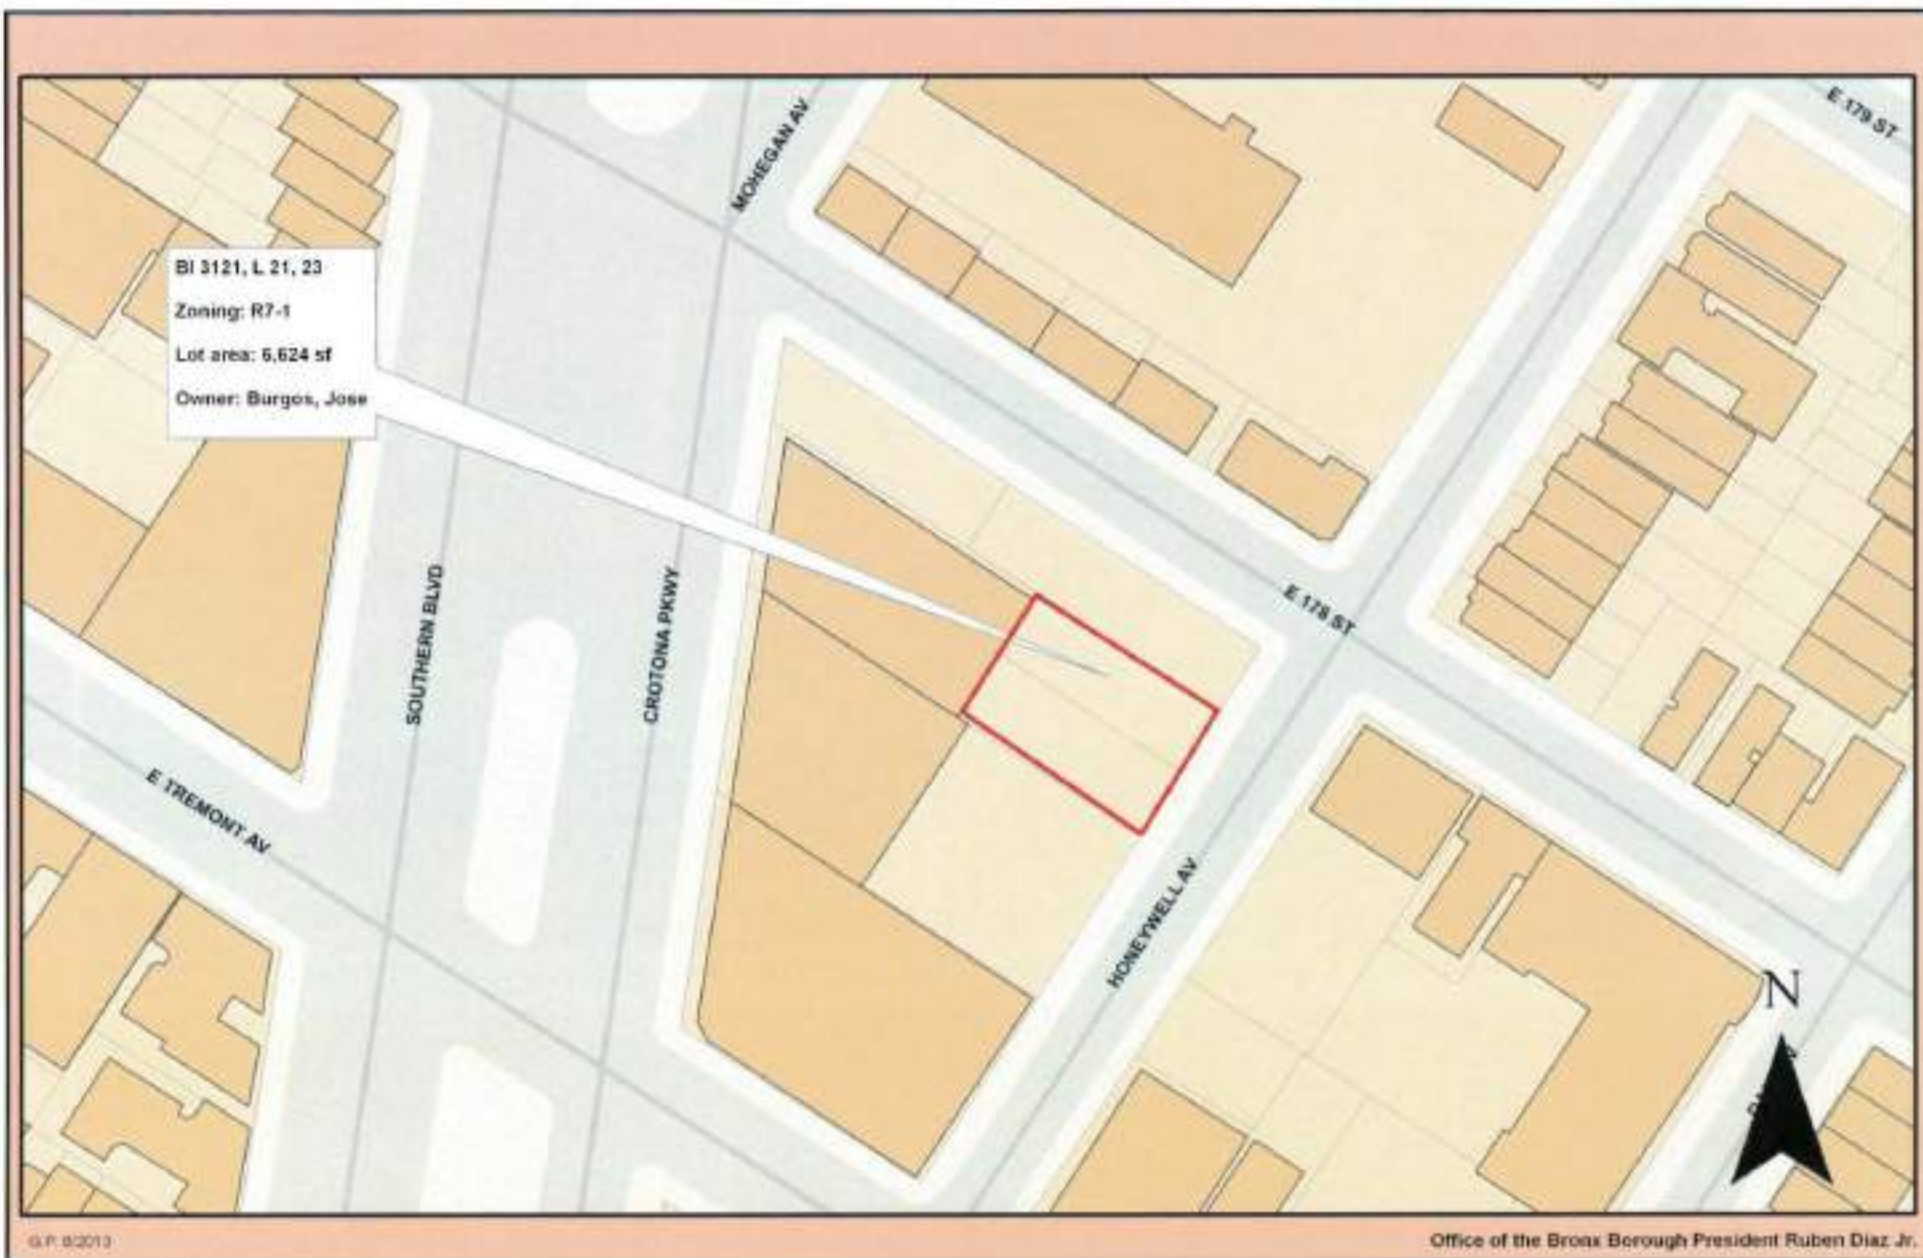 E 179 ST
MOHEGAN AV
Bl 3121, L 21, 23
Zoning: R7-1
Lot area: 6,624 sf
Owner: Burgos, Jose
SOUTHERN BLVD
CROTONA PKWY
E 178 ST
E TREMONT AV
HONEYWELL AV
N
G.P. 8/2013
Office of the Bronx Borough President Ruben Diaz Jr.